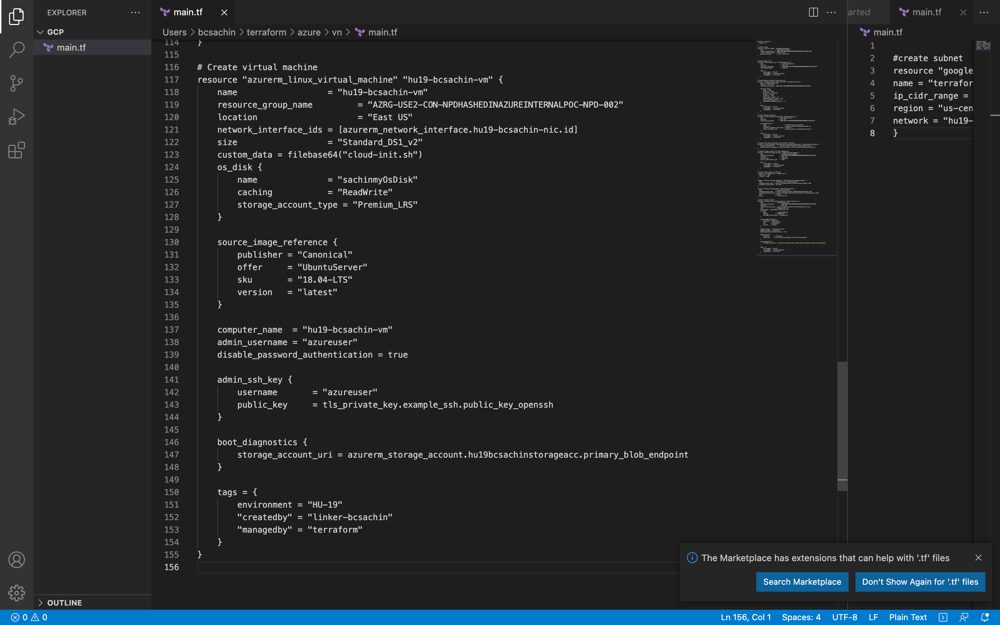 EXPLORER
GCP
main.tf
OUTLINE
main.tf
Users > bcsachin > terraform > azure > vn > main.tf
114 }
115
116 # Create virtual machine
117 resource "azurerm_linux_virtual_machine" "hu19-bcsachin-vm" {
118     name                  = "hu19-bcsachin-vm"
119     resource_group_name         = "AZRG-USE2-CON-NPDHASHEDINAZUREINTERNALPOC-NPD-002"
120     location                    = "East US"
121     network_interface_ids = [azurerm_network_interface.hu19-bcsachin-nic.id]
122     size                  = "Standard_DS1_v2"
123     custom_data = filebase64("cloud-init.sh")
124     os_disk {
125         name              = "sachinmyOsDisk"
126         caching           = "ReadWrite"
127         storage_account_type = "Premium_LRS"
128     }
129
130     source_image_reference {
131         publisher = "Canonical"
132         offer     = "UbuntuServer"
133         sku       = "18.04-LTS"
134         version   = "latest"
135     }
136
137     computer_name  = "hu19-bcsachin-vm"
138     admin_username = "azureuser"
139     disable_password_authentication = true
140
141     admin_ssh_key {
142         username       = "azureuser"
143         public_key     = tls_private_key.example_ssh.public_key_openssh
144     }
145
146     boot_diagnostics {
147         storage_account_uri = azurerm_storage_account.hu19bcsachinstorageacc.primary_blob_endpoint
148     }
149
150     tags = {
151         environment = "HU-19"
152         "createdby" = "linker-bcsachin"
153         "managedby" = "terraform"
154     }
155 }
156
arted
main.tf
main.tf
1
2 #create subnet
3 resource "google_
4 name = "terrafor
5 ip_cidr_range =
6 region = "us-cen
7 network = "hu19-
8 }
The Marketplace has extensions that can help with '.tf' files
Search Marketplace
Don't Show Again for '.tf' files
0 0
Ln 156, Col 1
Spaces: 4
UTF-8
LF
Plain Text